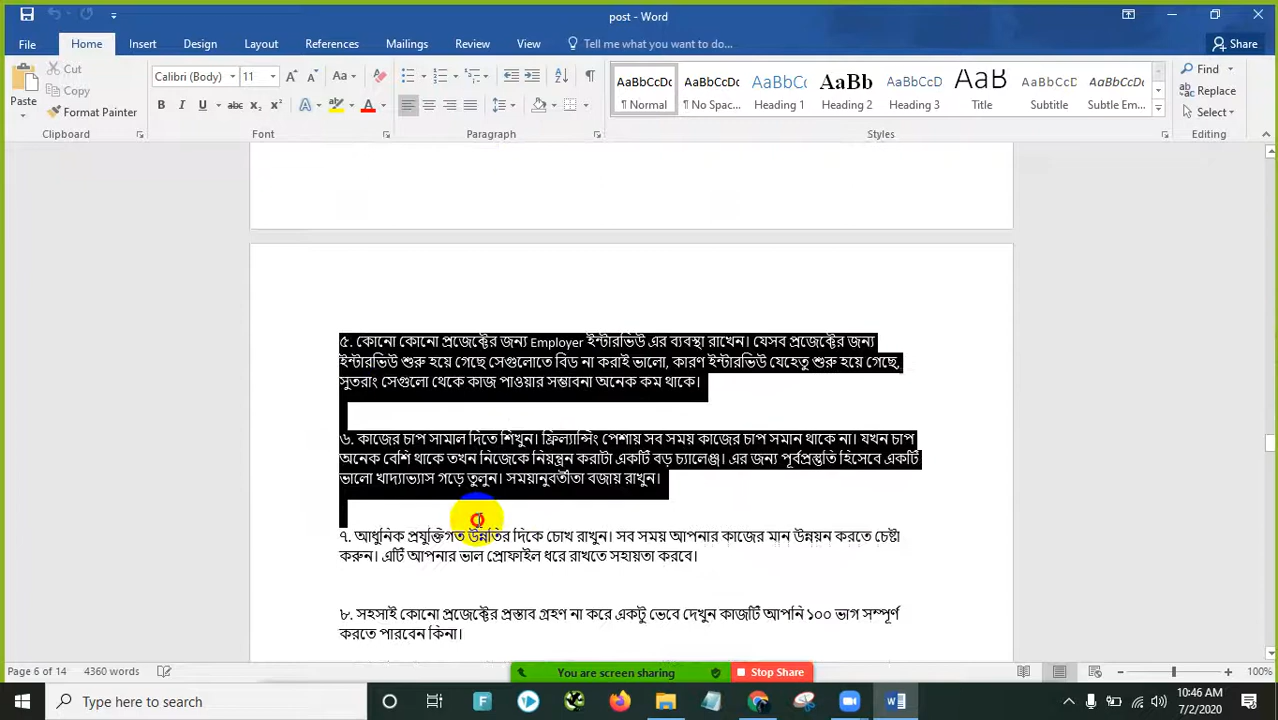 post - Word
File Home Insert Design Layout References Mailings Review View Tell me what you want to do... Share
Cut
Copy
Format Painter
Paste
Calibri (Body) 11
Aa
B I U abc X₂ X² A A
AaBbCcDc AaBbCcDc AaBbCc AaBb AaBbCcD AaBb AaBbCcD AaBbCcDc
¶ Normal ¶ No Spac... Heading 1 Heading 2 Heading 3 Title Subtitle Subtle Em...
Find
Replace
Select
Clipboard Font Paragraph Styles Editing
৫. কোনো কোনো প্রজেক্টের জন্য Employer ইন্টারভিউ এর ব্যবস্থা রাখেন। যেসব প্রজেক্টের জন্য
ইন্টারভিউ শুরু হয়ে গেছে সেগুলোতে বিড না করাই ভালো, কারণ ইন্টারভিউ যেহেতু শুরু হয়ে গেছে,
সুতরাং সেগুলো থেকে কাজ পাওয়ার সম্ভাবনা অনেক কম থাকে।
৬. কাজের চাপ সামাল দিতে শিখুন। ফ্রিল্যান্সিং পেশায় সব সময় কাজের চাপ সমান থাকে না। যখন চাপ
অনেক বেশি থাকে তখন নিজেকে নিয়ন্ত্রন করাটা একটি বড় চ্যালেঞ্জ। এর জন্য পূর্বপ্রস্তুতি হিসেবে একটি
ভালো খাদ্যাভ্যাস গড়ে তুলুন। সময়ানুবর্তীতা বজায় রাখুন।
৭. আধুনিক প্রযুক্তিগত উন্নতির দিকে চোখ রাখুন। সব সময় আপনার কাজের মান উন্নয়ন করতে চেষ্টা
করুন। এটি আপনার ভাল প্রোফাইল ধরে রাখতে সহায়তা করবে।
৮. সহসাই কোনো প্রজেক্টের প্রস্তাব গ্রহণ না করে একটু ভেবে দেখুন কাজটি আপনি ১০০ ভাগ সম্পূর্ণ
করতে পারবেন কিনা।
Page 6 of 14 4360 words You are screen sharing Stop Share 100%
Type here to search
10:46 AM
7/2/2020